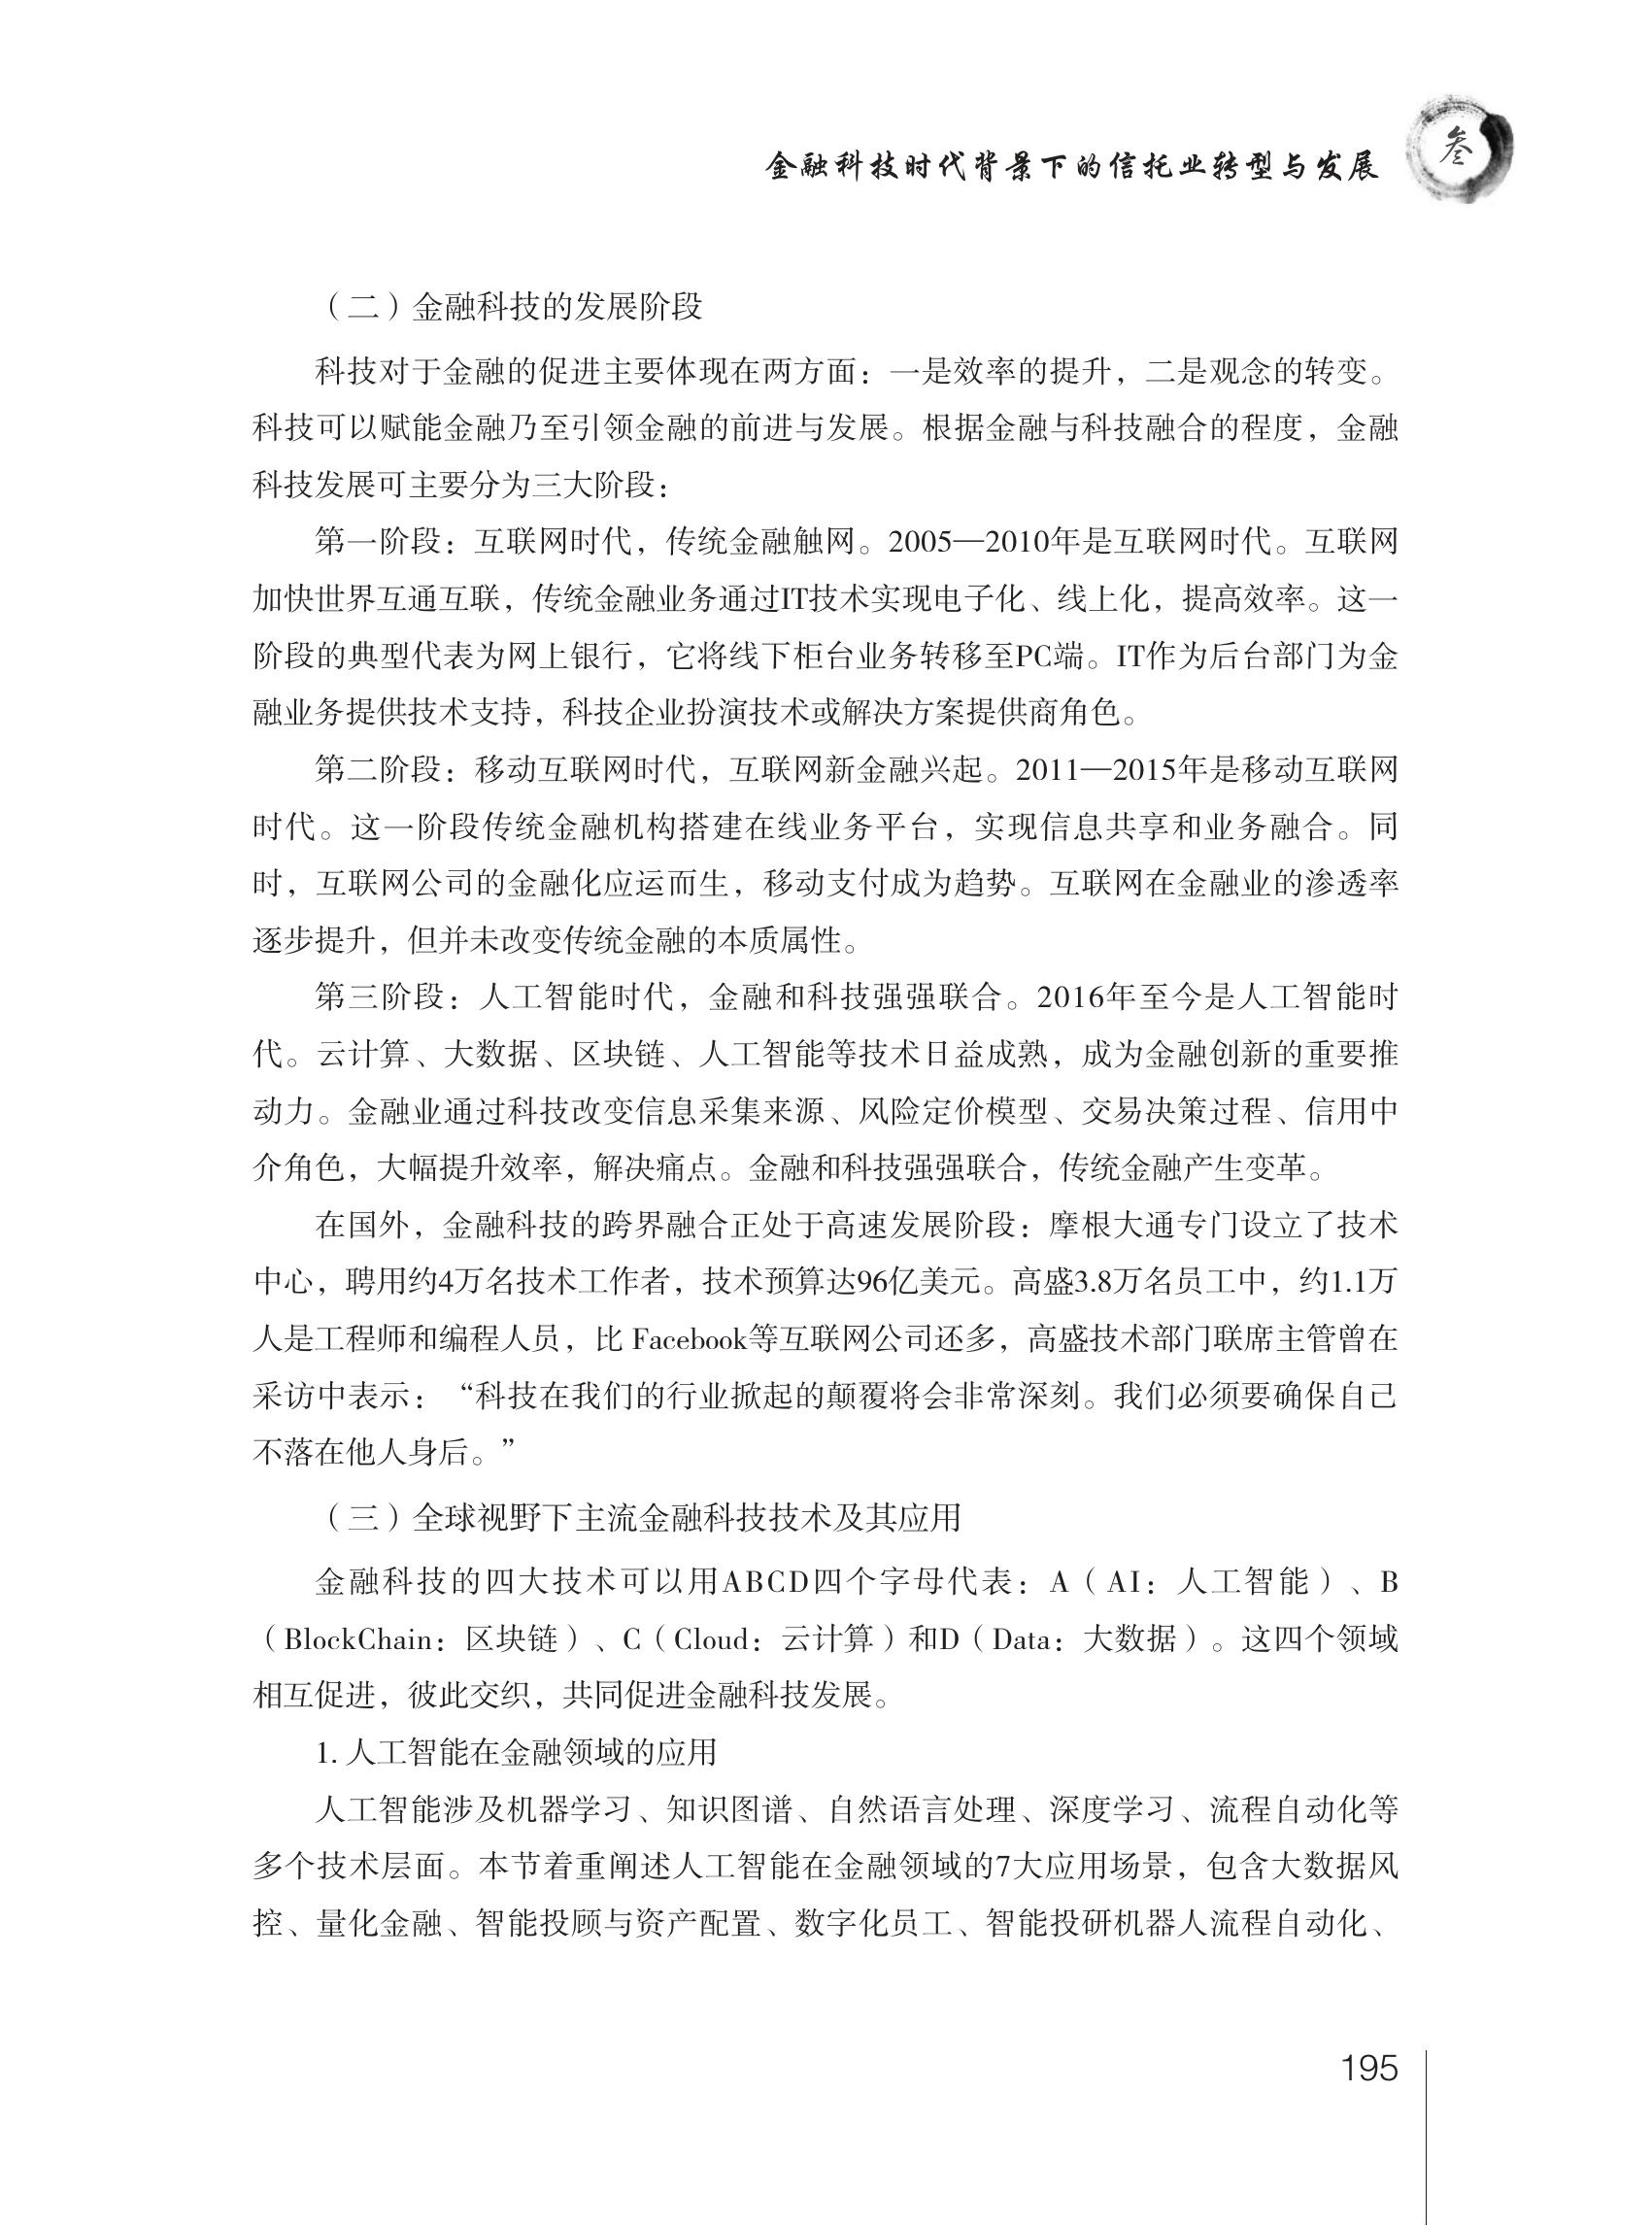 金融科技时代背景下的信托业转型与发展
叁
（二）金融科技的发展阶段
科技对于金融的促进主要体现在两方面：一是效率的提升，二是观念的转变。
科技可以赋能金融乃至引领金融的前进与发展。根据金融与科技融合的程度，金融
科技发展可主要分为三大阶段：
第一阶段：互联网时代，传统金融触网。2005—2010年是互联网时代。互联网
加快世界互通互联，传统金融业务通过IT技术实现电子化、线上化，提高效率。这一
阶段的典型代表为网上银行，它将线下柜台业务转移至PC端。IT作为后台部门为金
融业务提供技术支持，科技企业扮演技术或解决方案提供商角色。
第二阶段：移动互联网时代，互联网新金融兴起。2011—2015年是移动互联网
时代。这一阶段传统金融机构搭建在线业务平台，实现信息共享和业务融合。同
时，互联网公司的金融化应运而生，移动支付成为趋势。互联网在金融业的渗透率
逐步提升，但并未改变传统金融的本质属性。
第三阶段：人工智能时代，金融和科技强强联合。2016年至今是人工智能时
代。云计算、大数据、区块链、人工智能等技术日益成熟，成为金融创新的重要推
动力。金融业通过科技改变信息采集来源、风险定价模型、交易决策过程、信用中
介角色，大幅提升效率，解决痛点。金融和科技强强联合，传统金融产生变革。
在国外，金融科技的跨界融合正处于高速发展阶段：摩根大通专门设立了技术
中心，聘用约4万名技术工作者，技术预算达96亿美元。高盛3.8万名员工中，约1.1万
人是工程师和编程人员，比 Facebook等互联网公司还多，高盛技术部门联席主管曾在
采访中表示：“科技在我们的行业掀起的颠覆将会非常深刻。我们必须要确保自己
不落在他人身后。”
（三）全球视野下主流金融科技技术及其应用
金融科技的四大技术可以用ABCD四个字母代表：A（AI：人工智能）、B
（BlockChain：区块链）、C（Cloud：云计算）和D（Data：大数据）。这四个领域
相互促进，彼此交织，共同促进金融科技发展。
1. 人工智能在金融领域的应用
人工智能涉及机器学习、知识图谱、自然语言处理、深度学习、流程自动化等
多个技术层面。本节着重阐述人工智能在金融领域的7大应用场景，包含大数据风
控、量化金融、智能投顾与资产配置、数字化员工、智能投研机器人流程自动化、
195